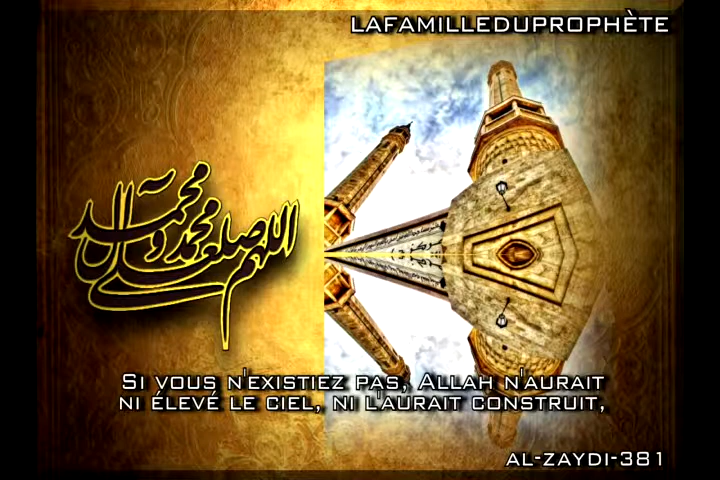 LAFAMILLEDUPROPHÈTE
اللهم صل على محمد وآل محمد
SI VOUS N'EXISTIEZ PAS, ALLAH N'AURAIT
NI ÉLEVÉ LE CIEL, NI L'AURAIT CONSTRUIT,
AL-ZAYDI-381